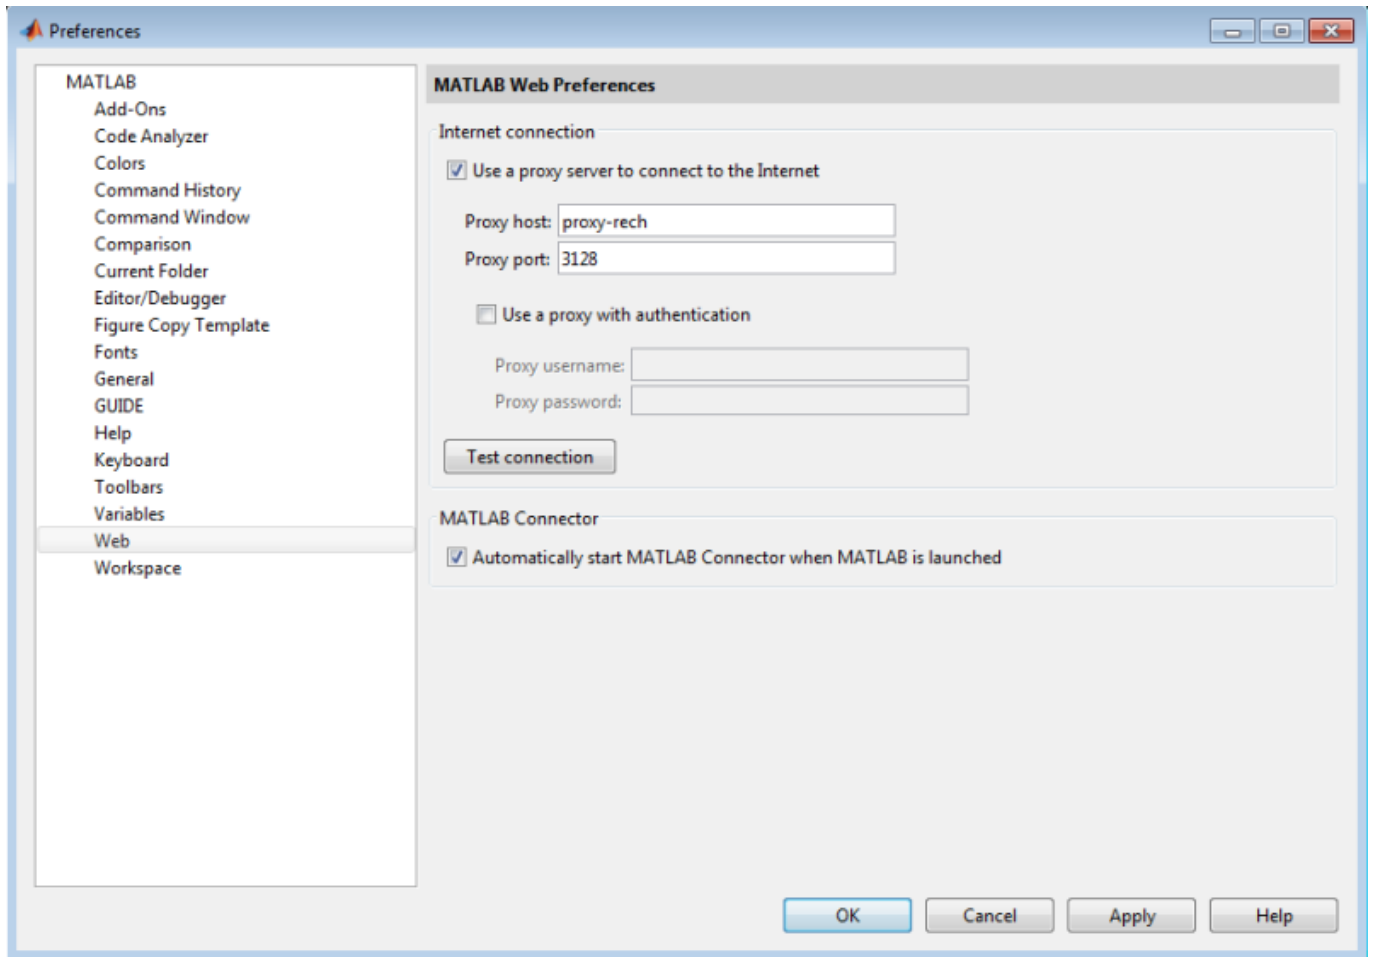 Preferences
MATLAB
Add-Ons
Code Analyzer
Colors
Command History
Command Window
Comparison
Current Folder
Editor/Debugger
Figure Copy Template
Fonts
General
GUIDE
Help
Keyboard
Toolbars
Variables
Web
Workspace
MATLAB Web Preferences
Internet connection
Use a proxy server to connect to the Internet
Proxy host: proxy-rech
Proxy port: 3128
Use a proxy with authentication
Proxy username:
Proxy password:
Test connection
MATLAB Connector
Automatically start MATLAB Connector when MATLAB is launched
OK Cancel Apply Help